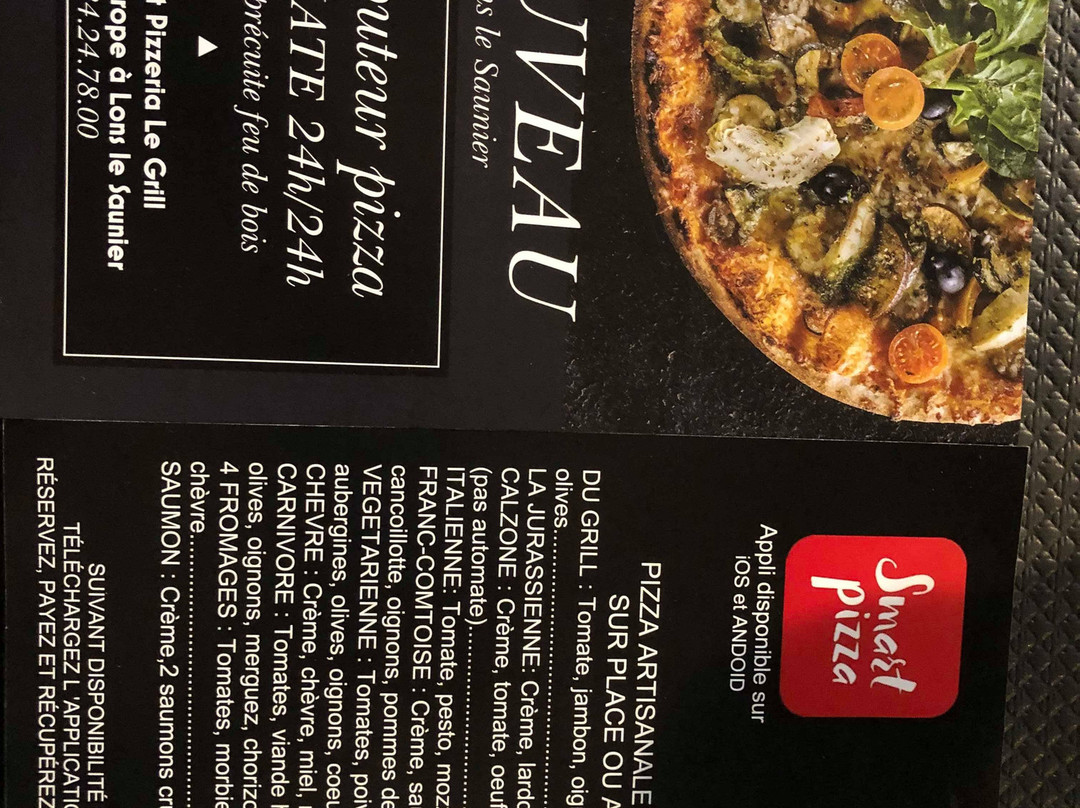 UVEAU
s le Saunier
uteur pizza
ATE 24h/24h
précuite feu de bois
▲
t Pizzeria Le Grill
rope à Lons le Saunier
4.24.78.00
Smart
Pizza
Appli disponible sur
iOS et ANDOID
PIZZA ARTISANALE
SUR PLACE OU A
DU GRILL : Tomate, jambon, oig
olives
LA JURASSIENNE: Crème, lardo
CALZONE : Crème, tomate, oeuf
(pas automate)
ITALIENNE: Tomate, pesto, moz
FRANC-COMTOISE : Crème, sa
cancoillotte, oignons, pommes de
VEGETARIENNE : Tomates, poiv
aubergines, olives, oignons, coeu
CHEVRE : Crème, chèvre, miel,
CARNIVORE : Tomates, viande h
olives, oignons, merguez, chorizo
4 FROMAGES : Tomates, morbie
chèvre
SAUMON : Crème,2 saumons cru
SUIVANT DISPONIBILITÉ
TÉLÉCHARGEZ L'APPLICATIO
RÉSERVEZ, PAYEZ ET RÉCUPÉREZ